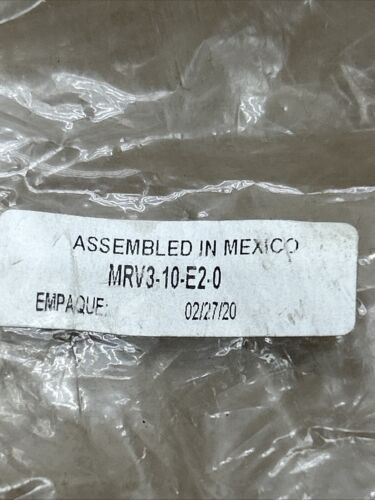 ASSEMBLED IN MEXICO
MRV3-10-E2-0
EMPAQUE: 02/27/20